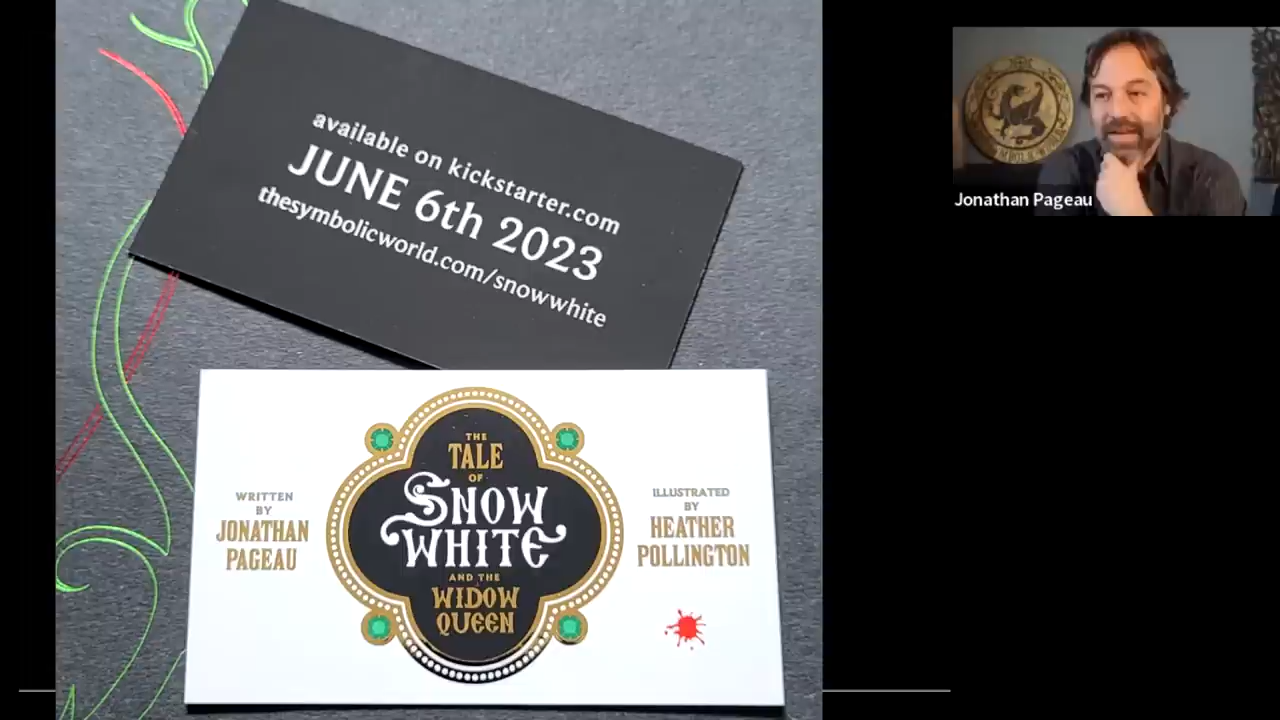 available on kickstarter.com
JUNE 6th 2023
thesymbolicworld.com/snowwhite
THE
TALE
OF
SNOW
WHITE
AND THE
WIDOW
QUEEN
WRITTEN
BY
JONATHAN
PAGEAU
ILLUSTRATED
BY
HEATHER
POLLINGTON
Jonathan Pageau